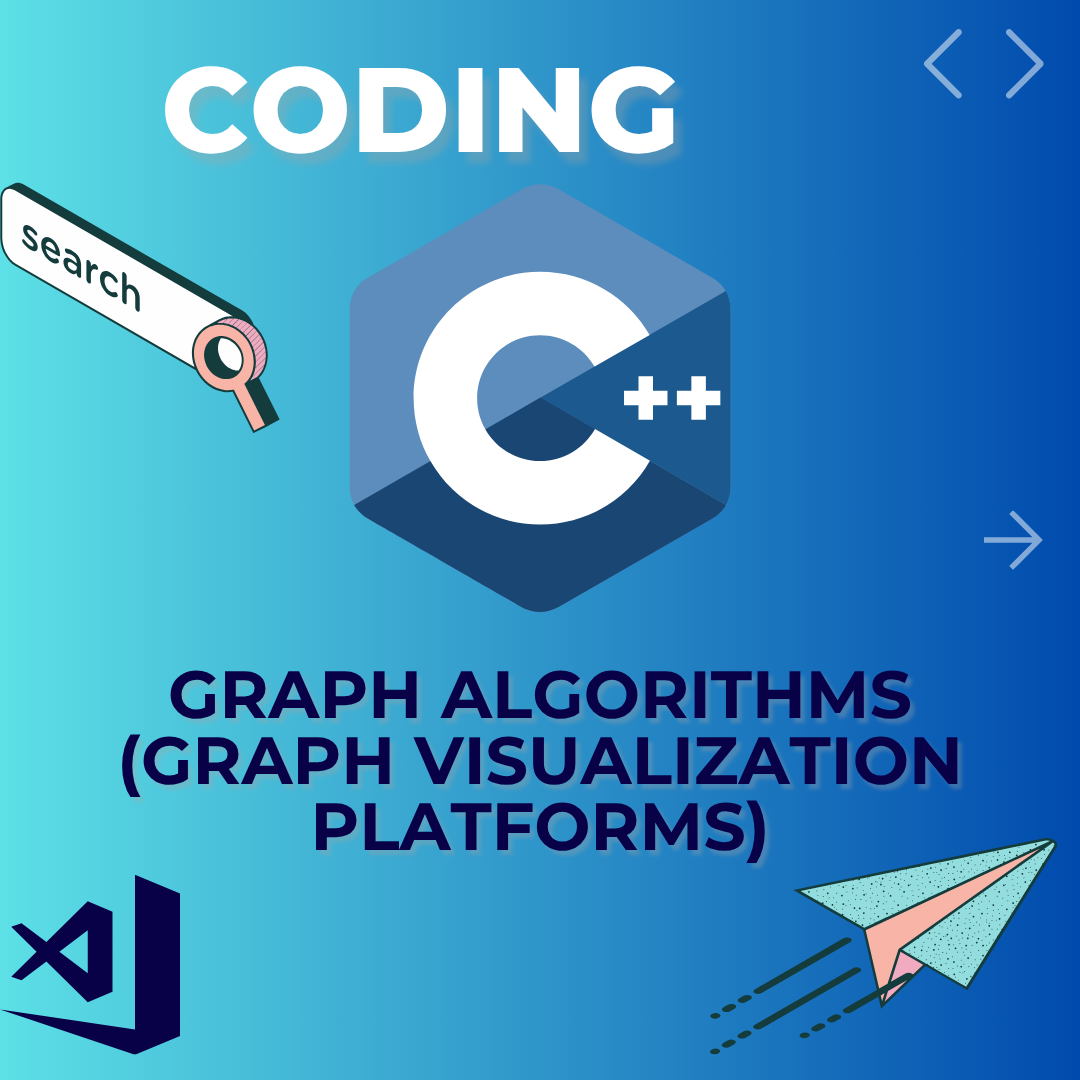 CODING
search
C++
GRAPH ALGORITHMS
(GRAPH VISUALIZATION
PLATFORMS)